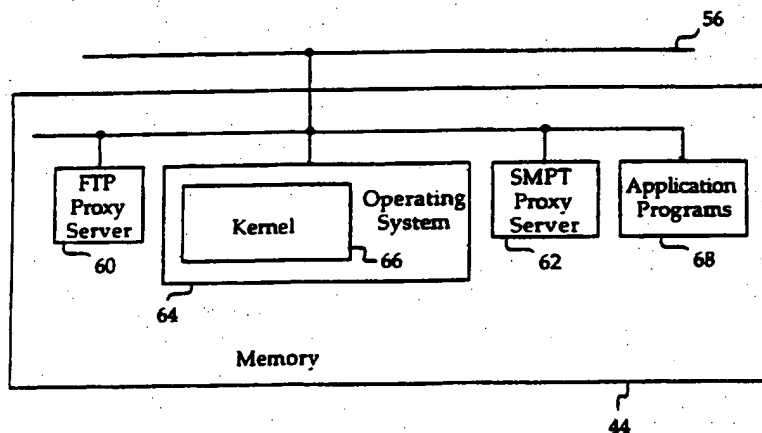 56
FTP
Proxy
Server
60
Kernel
66
Operating
System
64
SMPT
Proxy
Server
62
Application
Programs
68
Memory
44